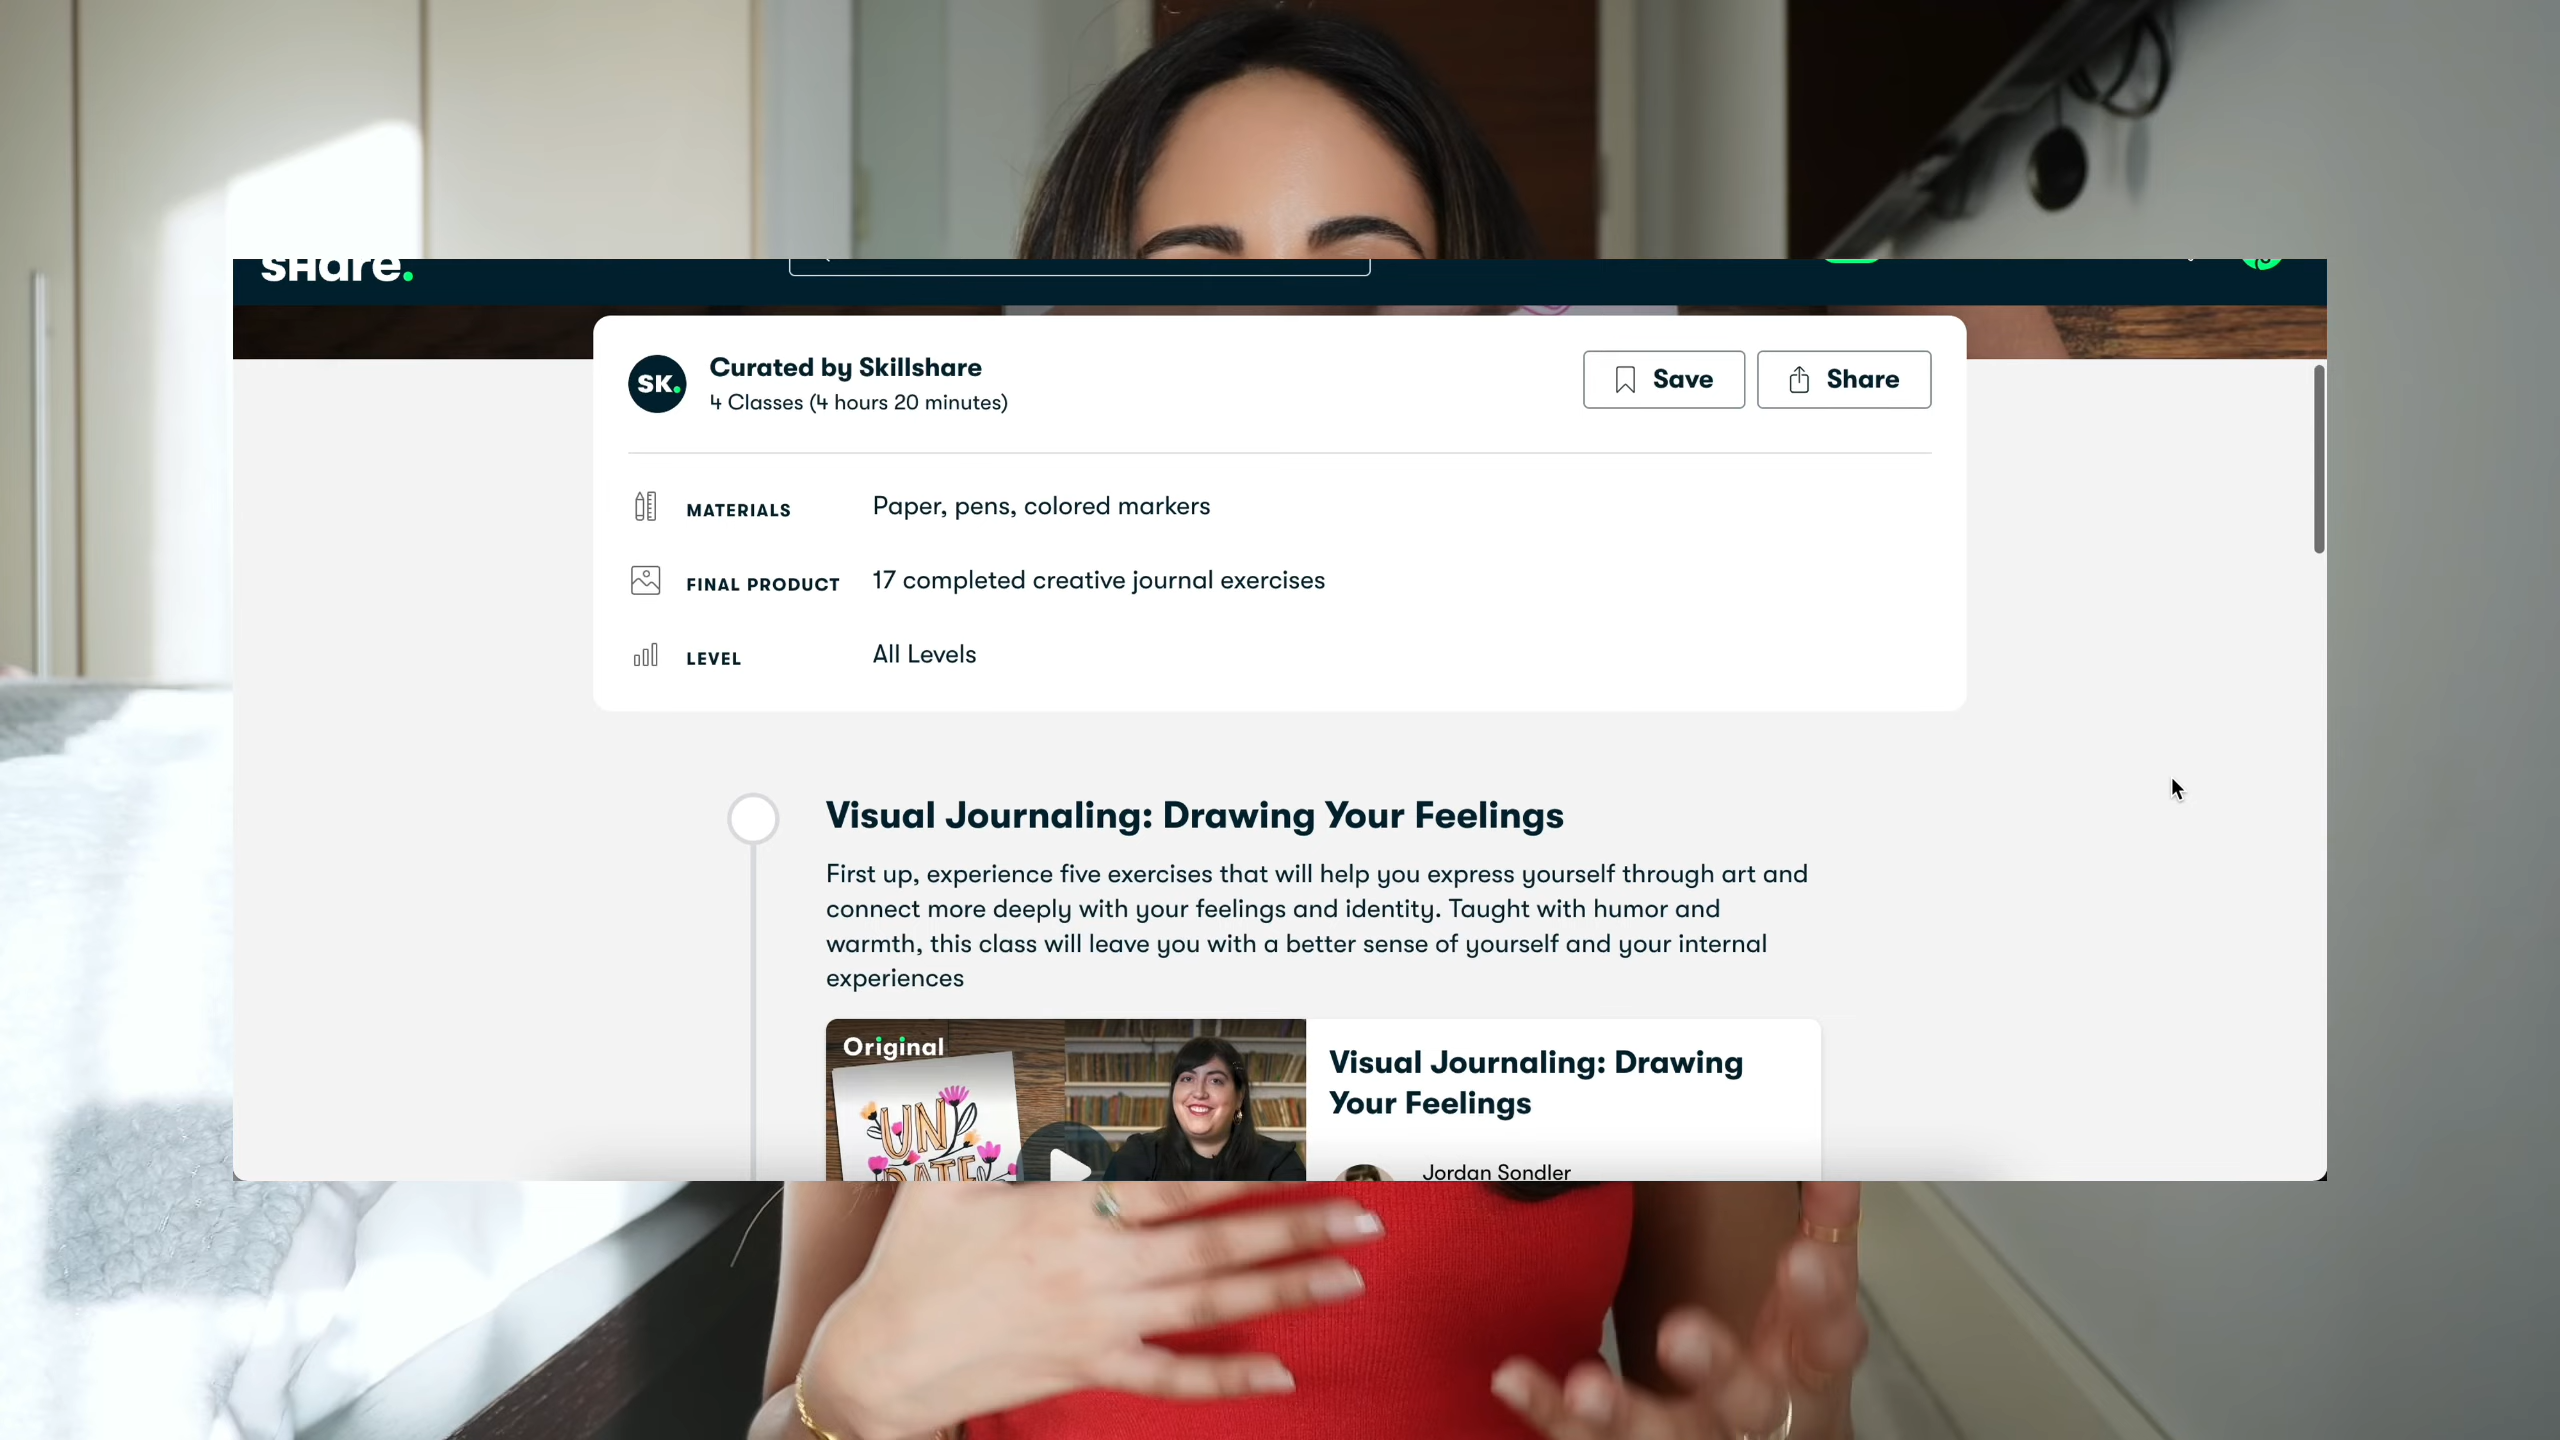 SHare.
Curated by Skillshare
SK.
4 Classes (4 hours 20 minutes)
Save
Share
MATERIALS
Paper, pens, colored markers
FINAL PRODUCT
17 completed creative journal exercises
LEVEL
All Levels
Visual Journaling: Drawing Your Feelings
First up, experience five exercises that will help you express yourself through art and
connect more deeply with your feelings and identity. Taught with humor and
warmth, this class will leave you with a better sense of yourself and your internal
experiences
Original
UN
DATE
Visual Journaling: Drawing
Your Feelings
Jordan Sondler